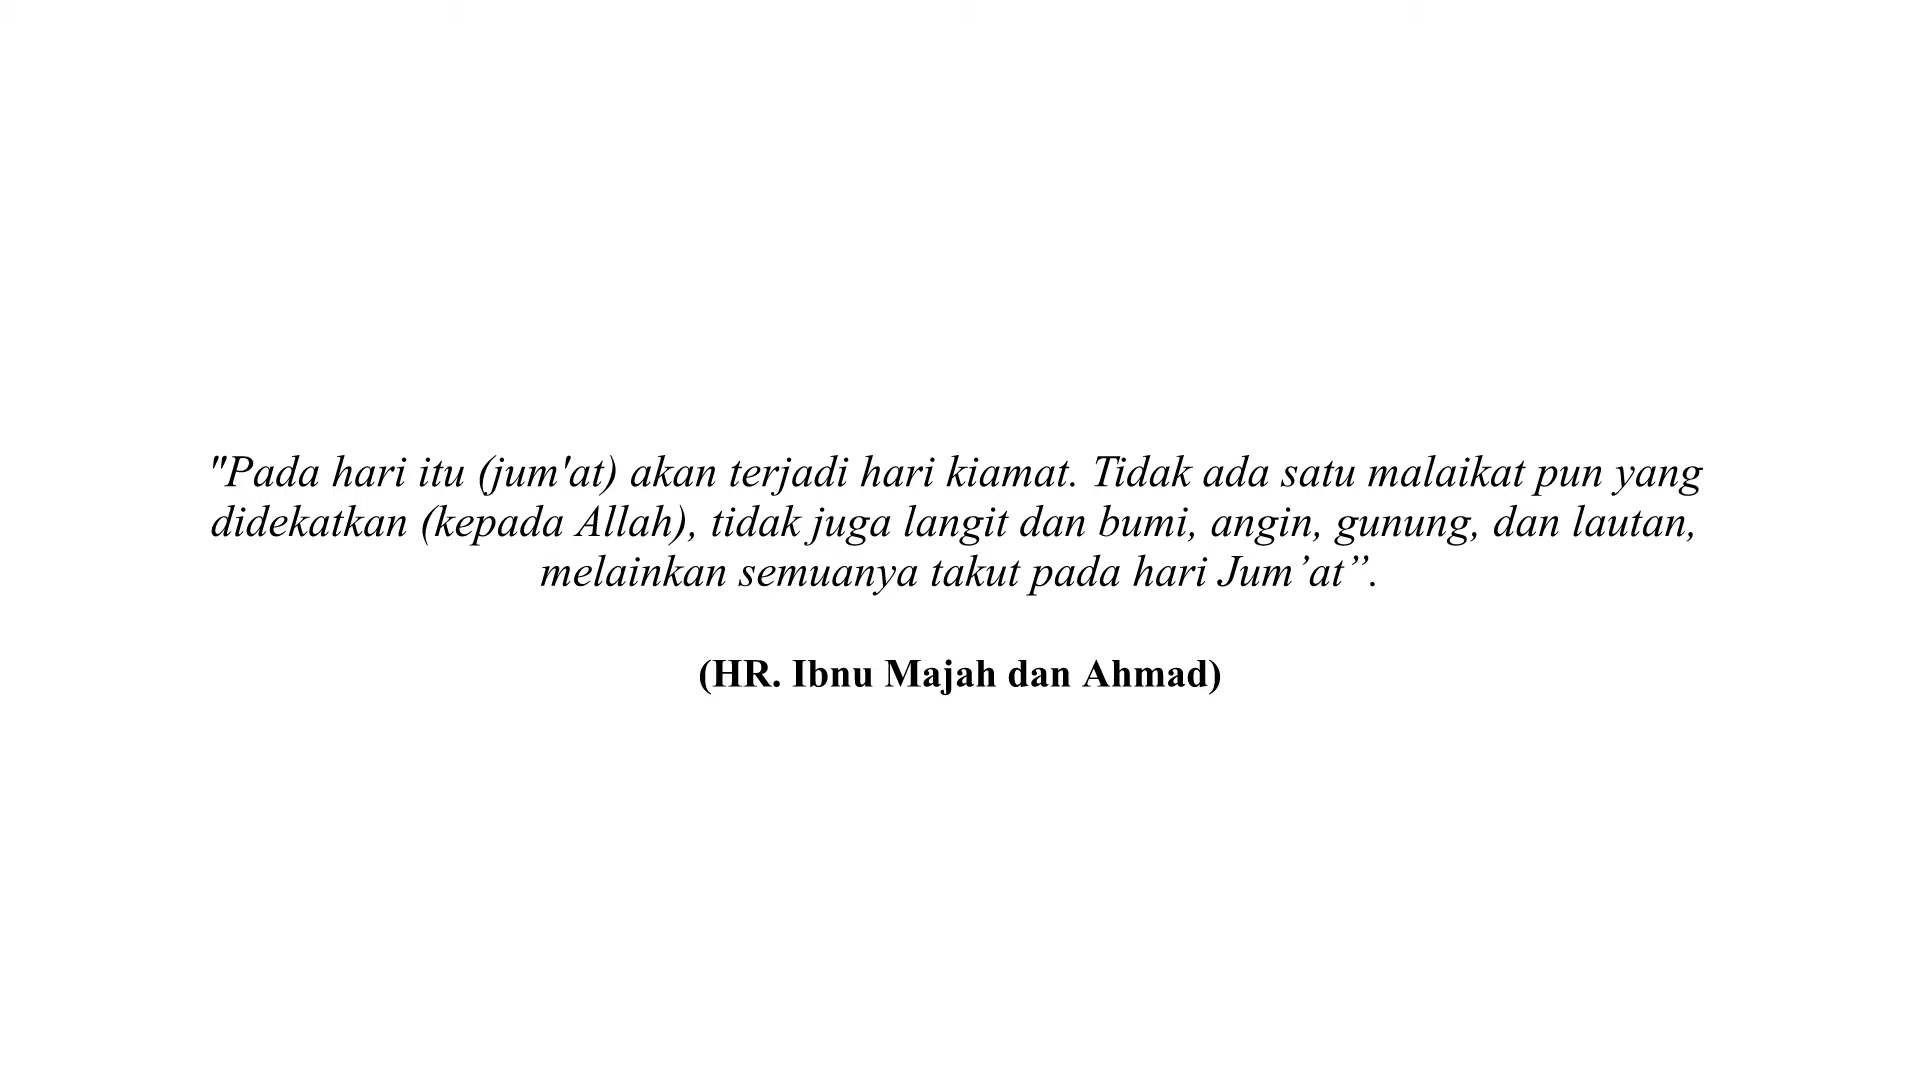 "Pada hari itu (jum'at) akan terjadi hari kiamat. Tidak ada satu malaikat pun yang
didekatkan (kepada Allah), tidak juga langit dan bumi, angin, gunung, dan lautan,
melainkan semuanya takut pada hari Jum’at”.
(HR. Ibnu Majah dan Ahmad)